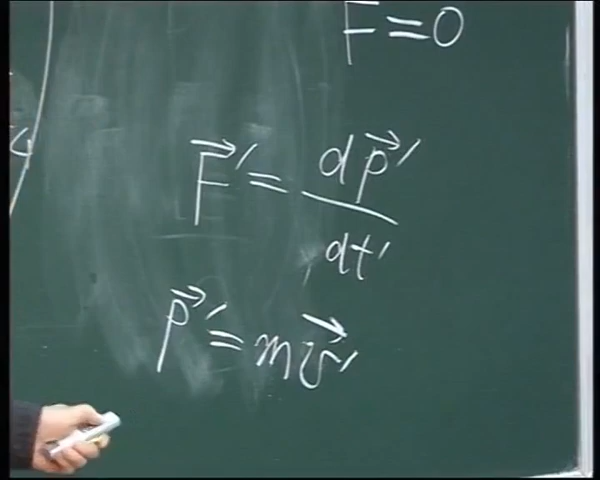 F=0
F⃗′ = dp⃗′/dt′
p⃗′ = mv⃗′